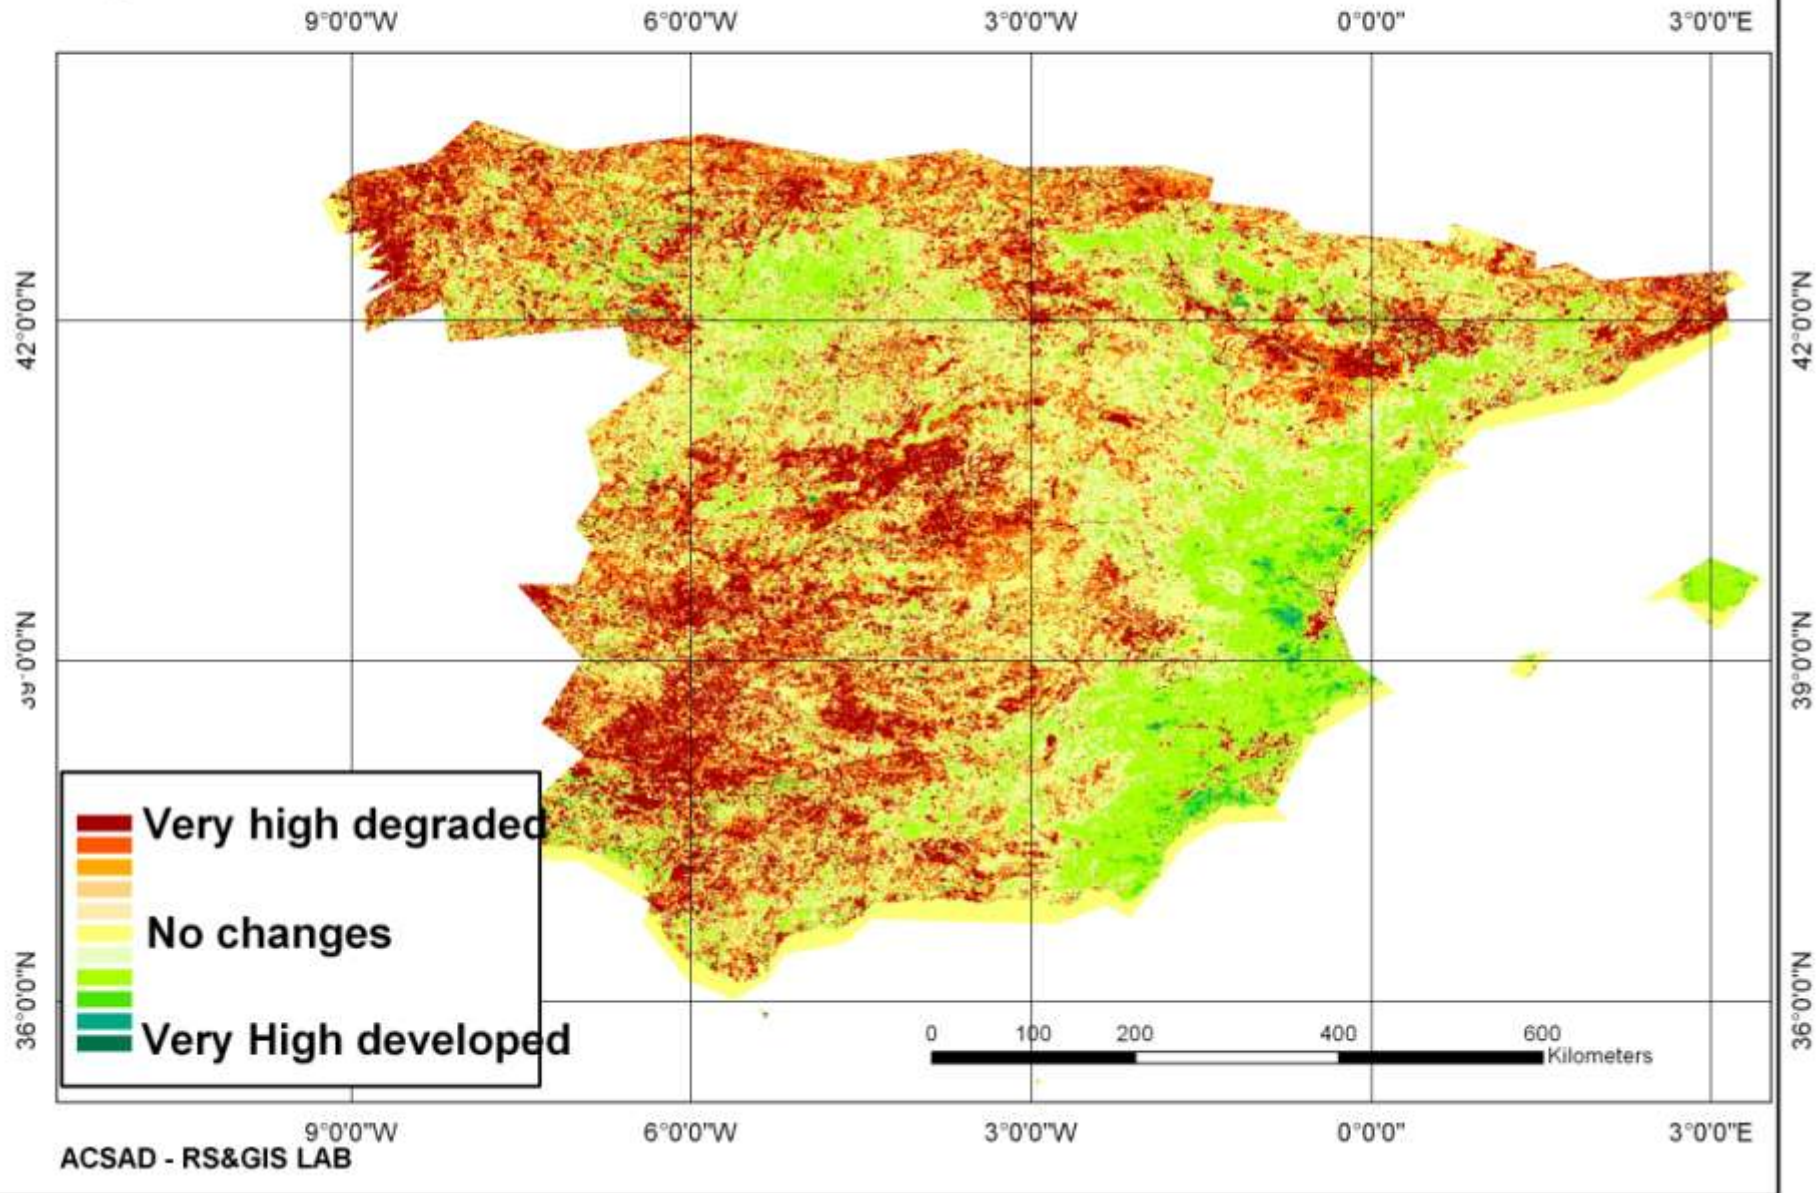 9°0'0"W 6°0'0"W 3°0'0"W 0°0'0" 3°0'0"E
42°0'0"N 42°0'0"N
39°0'0"N 39°0'0"N
Very high degraded
No changes
Very High developed
36°0'0"N 36°0'0"N
0 100 200 400 600
Kilometers
9°0'0"W 6°0'0"W 3°0'0"W 0°0'0" 3°0'0"E
ACSAD - RS&GIS LAB